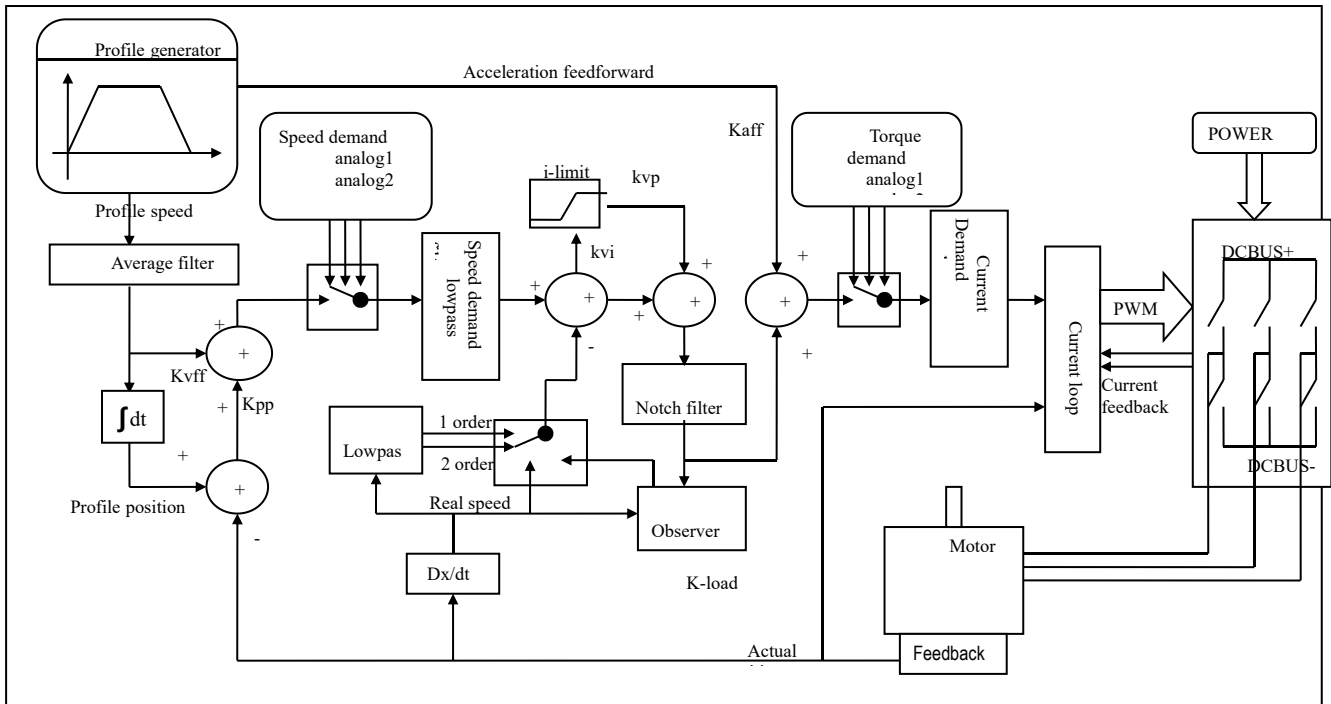 Profile generator
Acceleration feedforward
Kaff
Speed demand
analog1
analog2
Torque
demand
analog1
POWER
i-limit
kvp
Profile speed
Average filter
kvi
Speed demand
lowpass
Current
Demand
DCBUS+
PWM
Current loop
Current
feedback
+
+
+
+
+
+
+
+
+
-
+
+
Kvff
+
Kpp
∫dt
Notch filter
1 order
Lowpas
2 order
+
+
Profile position
-
Real speed
Observer
DCBUS-
Motor
Dx/dt
K-load
Actual
Feedback